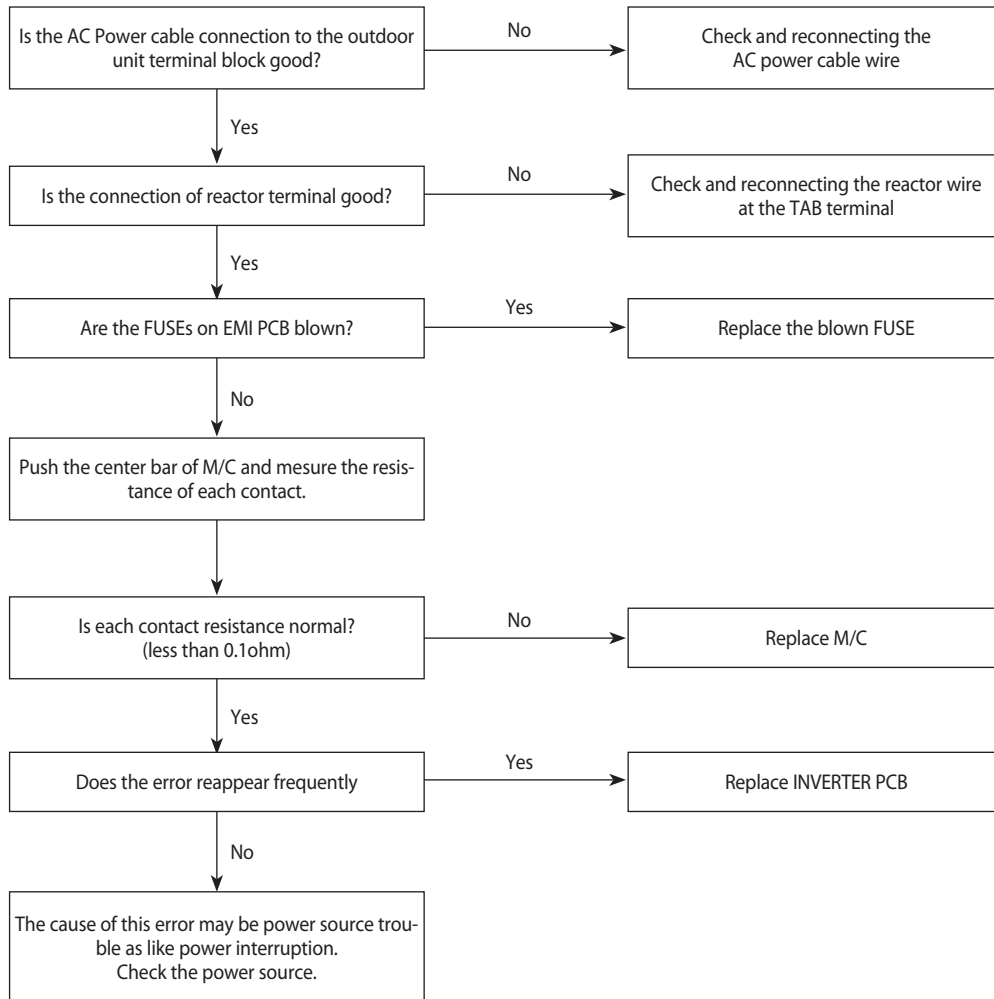 Is the AC Power cable connection to the outdoor
unit terminal block good?
No
Check and reconnecting the
AC power cable wire
Yes
Is the connection of reactor terminal good?
No
Check and reconnecting the reactor wire
at the TAB terminal
Yes
Are the FUSEs on EMI PCB blown?
Yes
Replace the blown FUSE
No
Push the center bar of M/C and mesure the resis-
tance of each contact.
Is each contact resistance normal?
(less than 0.1ohm)
No
Replace M/C
Yes
Does the error reappear frequently
Yes
Replace INVERTER PCB
No
The cause of this error may be power source trou-
ble as like power interruption.
Check the power source.